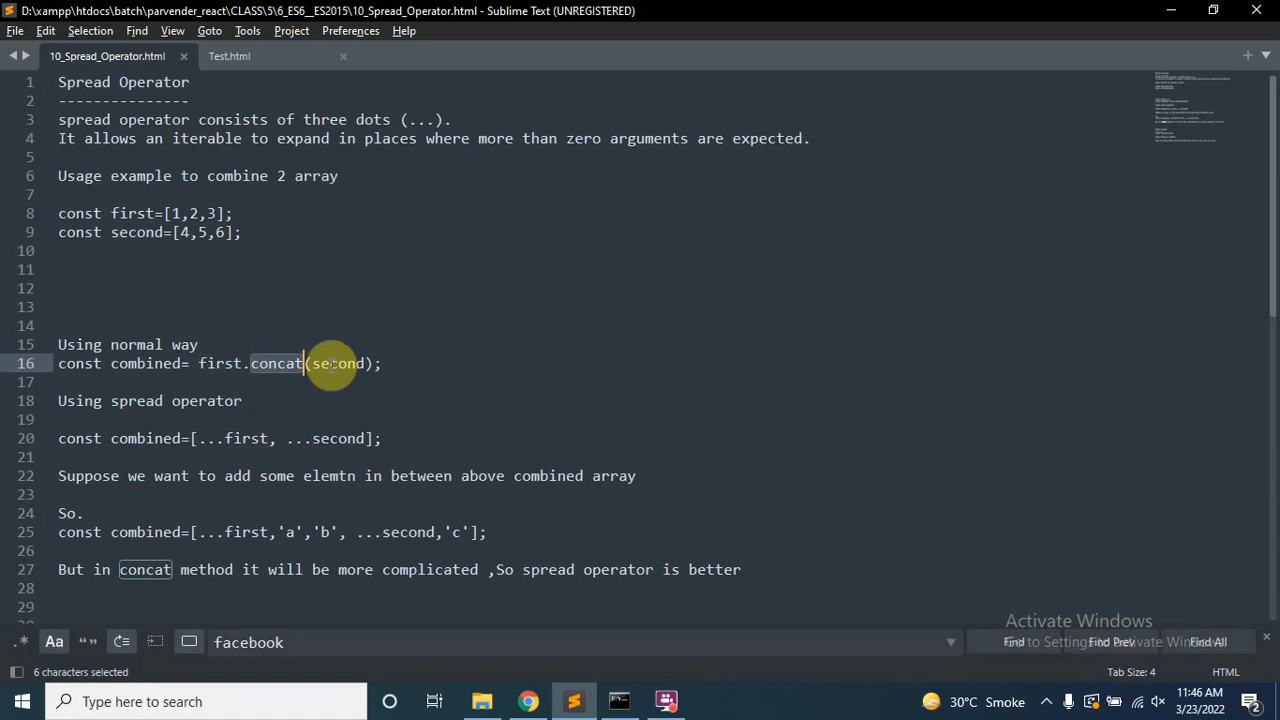 D:\xampp\htdocs\batch\parvender_react\CLASS\5\6_ES6__ES2015\10_Spread_Operator.html - Sublime Text (UNREGISTERED)
File Edit Selection Find View Goto Tools Project Preferences Help
10_Spread_Operator.html Test.html
1 Spread Operator
2 ---------------
3 spread operator consists of three dots (...).
4 It allows an iterable to expand in places where more than zero arguments are expected.
5
6 Usage example to combine 2 array
7
8 const first=[1,2,3];
9 const second=[4,5,6];
10
11
12
13
14
15 Using normal way
16 const combined= first.concat(second);
17
18 Using spread operator
19
20 const combined=[...first, ...second];
21
22 Suppose we want to add some elemtn in between above combined array
23
24 So.
25 const combined=[...first,'a','b', ...second,'c'];
26
27 But in concat method it will be more complicated ,So spread operator is better
28
29
Activate Windows
Go to Settings to Activate Windows.
.* Aa “” facebook Find Find Prev Find All
6 characters selected Tab Size: 4 HTML
Type here to search 30°C Smoke 11:46 AM
3/23/2022 2